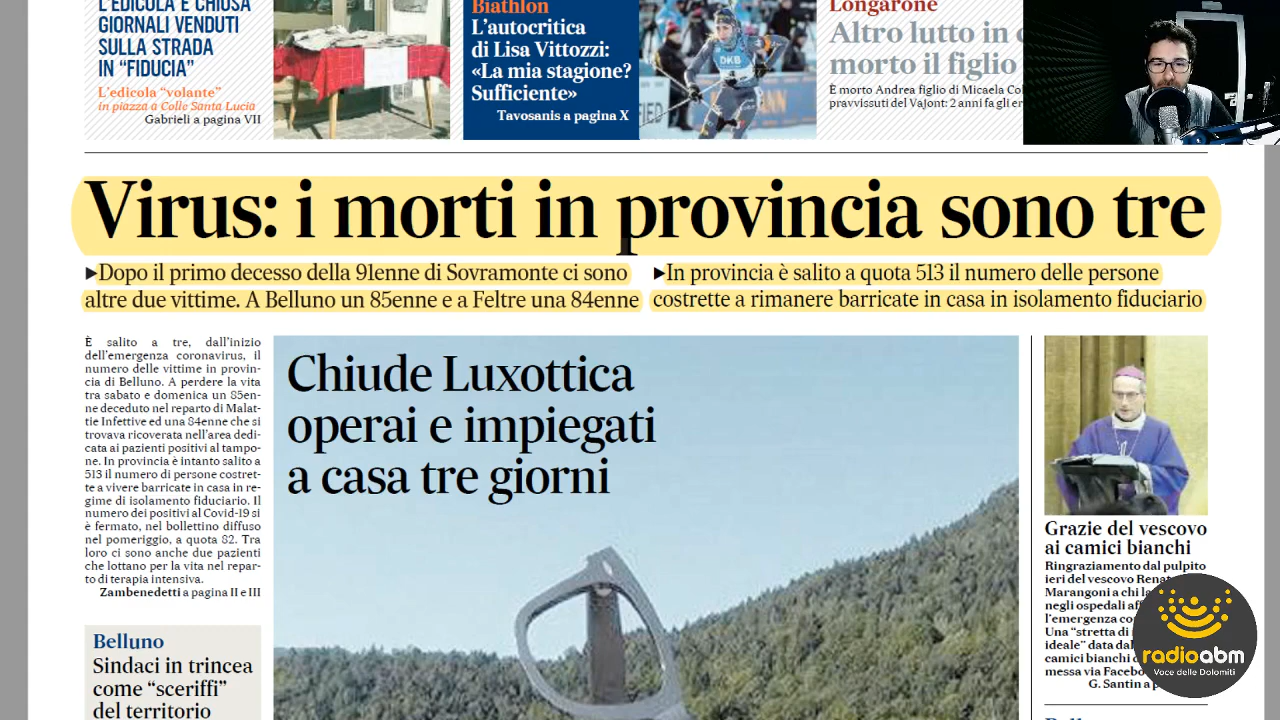 L'EDICOLA È CHIUSA
GIORNALI VENDUTI
SULLA STRADA
IN “FIDUCIA”
L'edicola “volante”
in piazza a Colle Santa Lucia
Gabrieli a pagina VII
Biathlon
L'autocritica
di Lisa Vittozzi:
«La mia stagione?
Sufficiente»
Tavosanis a pagina X
DKB
Longarone
Altro lutto in
morto il figlio
È morto Andrea figlio di Micaela
pravvissuti del Vajont: 2 anni fa gli
Virus: i morti in provincia sono tre
►Dopo il primo decesso della 91enne di Sovramonte ci sono
altre due vittime. A Belluno un 85enne e a Feltre una 84enne
►In provincia è salito a quota 513 il numero delle persone
costrette a rimanere barricate in casa in isolamento fiduciario
È salito a tre, dall'inizio
dell'emergenza coronavirus, il
numero delle vittime in provin-
cia di Belluno. A perdere la vita
tra sabato e domenica un 85en-
ne deceduto nel reparto di Malat-
tie Infettive ed una 84enne che si
trovava ricoverata nell'area dedi-
cata ai pazienti positivi al tampo-
ne. In provincia è intanto salito a
513 il numero di persone costret-
te a vivere barricate in casa in re-
gime di isolamento fiduciario. Il
numero dei positivi al Covid-19 si
è fermato, nel bollettino diffuso
nel pomeriggio, a quota 82. Tra
loro ci sono anche due pazienti
che lottano per la vita nel repar-
to di terapia intensiva.
Zambenedetti a pagina II e III
Belluno
Sindaci in trincea
come “sceriffi”
del territorio
Chiude Luxottica
operai e impiegati
a casa tre giorni
Grazie del vescovo
ai camici bianchi
Ringraziamento dal pulpito
ieri del vescovo
Marangoni a chi
negli ospedali
l'emergenza
Una “stretta di
ideale” data
camici bianchi
messa via
G. Santin a
radioabm
Voce delle Dolomiti